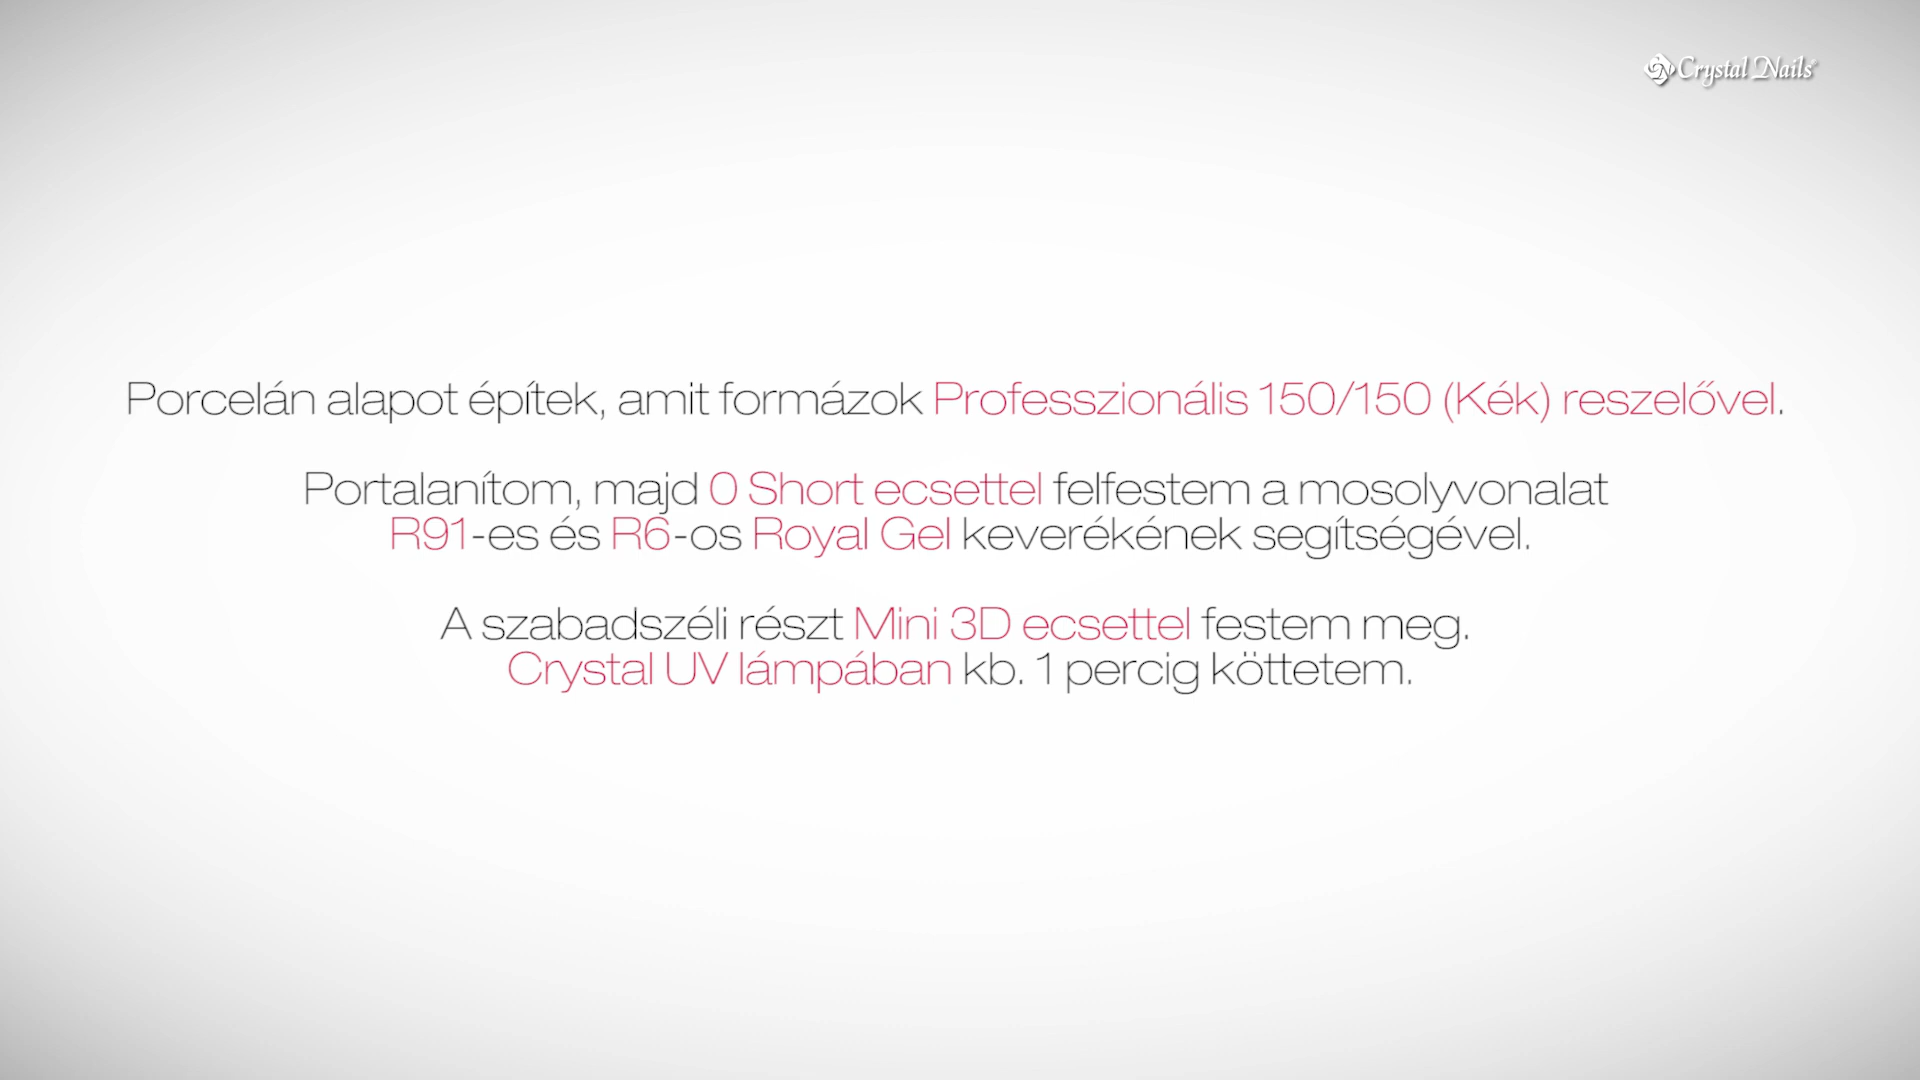 Crystal Nails
Porcelán alapot építek, amit formázok Professzionális 150/150 (Kék) reszelővel.
Portalanítom, majd 0 Short ecsettel felfestem a mosolyvonalat
R91-es és R6-os Royal Gel keverékének segítségével.
A szabadszéli részt Mini 3D ecsettel festem meg.
Crystal UV lámpában kb. 1 percig köttetem.